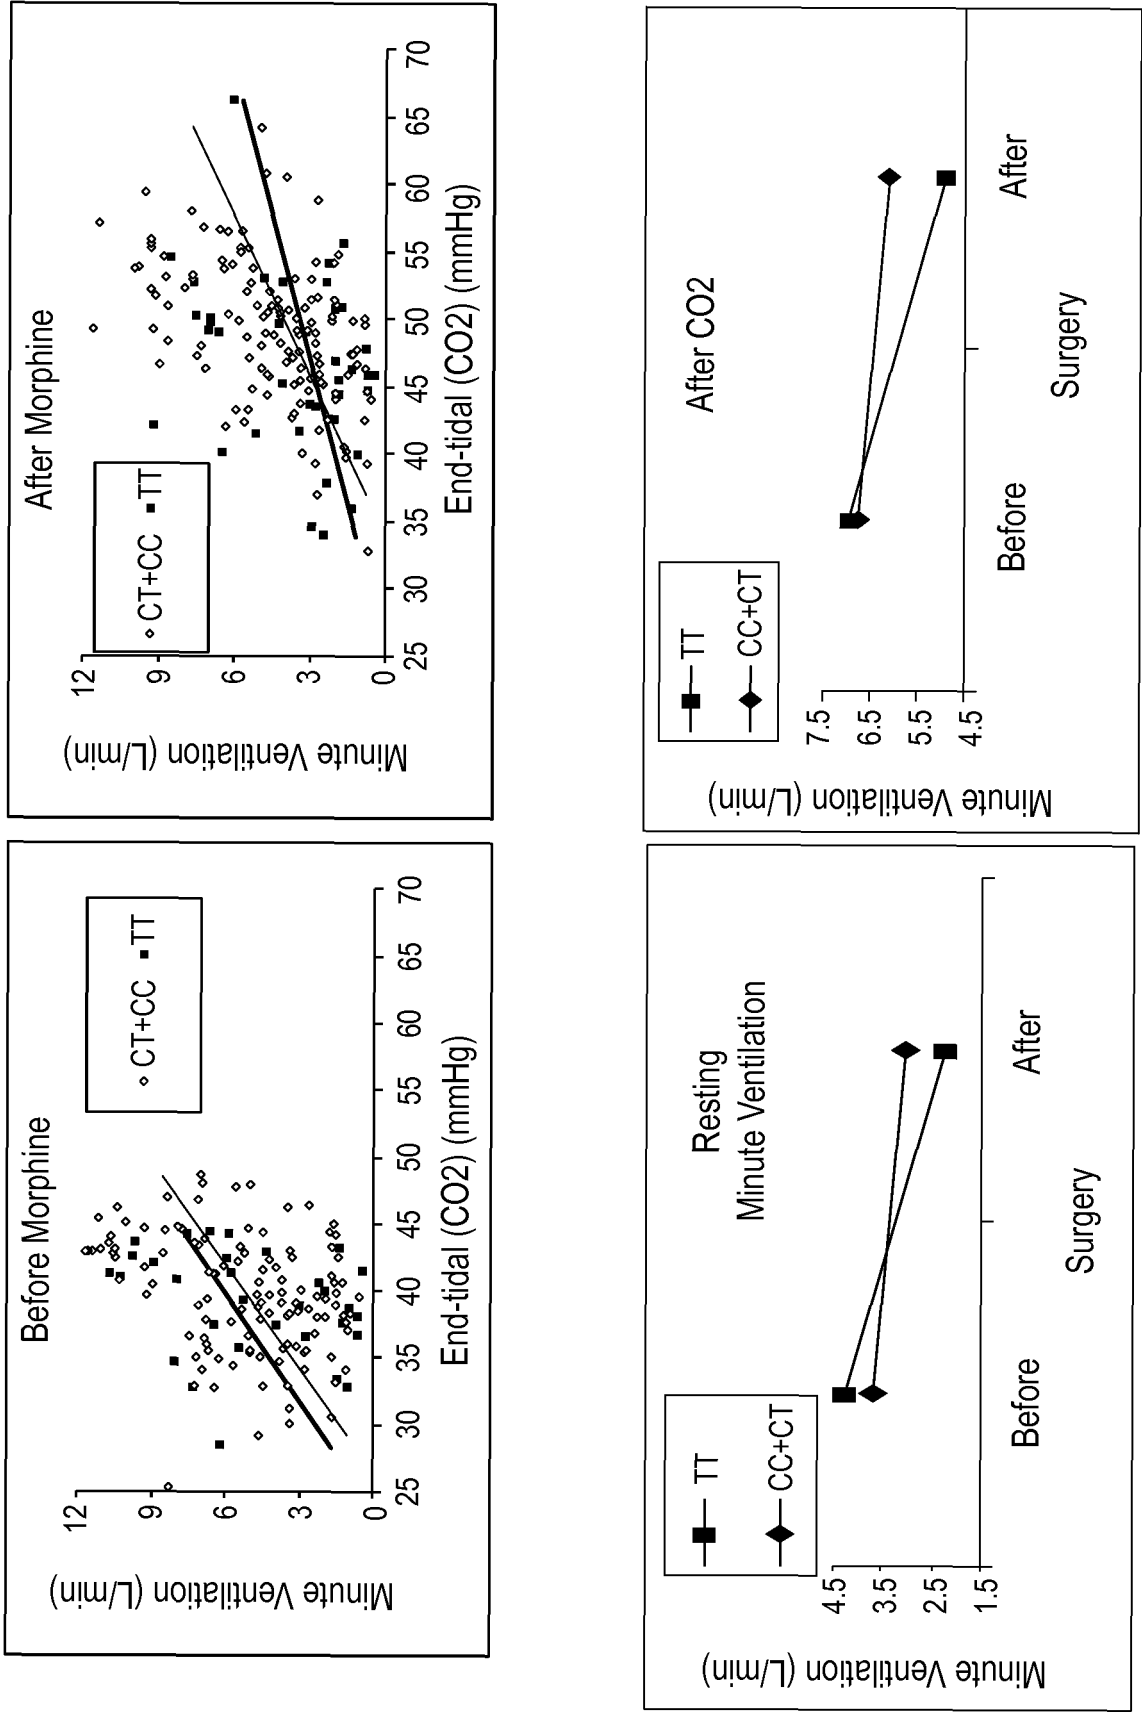 Before Morphine
CT+CC TT
12
9
6
3
0
25 30 35 40 45 50 55 60 65 70
Minute Ventilation (L/min)
End-tidal (CO2) (mmHg)
After Morphine
CT+CC TT
12
9
6
3
0
25 30 35 40 45 50 55 60 65 70
Minute Ventilation (L/min)
End-tidal (CO2) (mmHg)
Resting
Minute Ventilation
TT
CC+CT
4.5
3.5
2.5
1.5
Minute Ventilation (L/min)
Before After
Surgery
After CO2
TT
CC+CT
7.5
6.5
5.5
4.5
Minute Ventilation (L/min)
Before After
Surgery